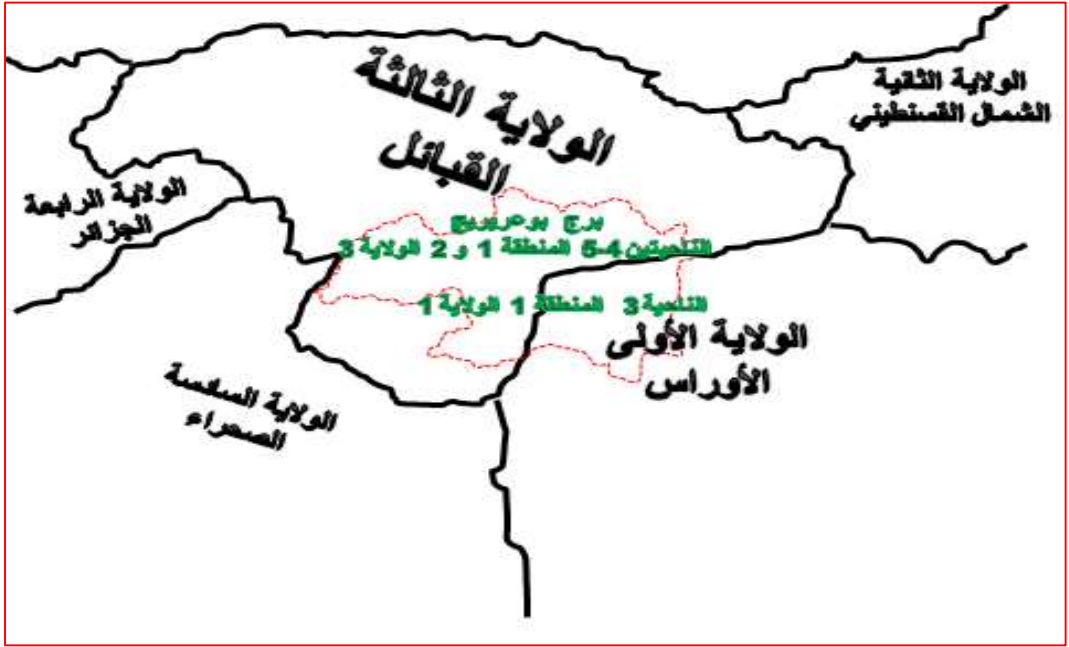 الولاية الثالثة
القبائل
الولاية الثانية
الشمال القسنطيني
الولاية الرابعة
الجزائر
برج بوعريريج
الناحيتين 4-5 المنطقة 1 و 2 الولاية 3
الناحية 3 المنطقة 1 الولاية 1
الولاية الأولى
الأوراس
الولاية السادسة
الصحراء